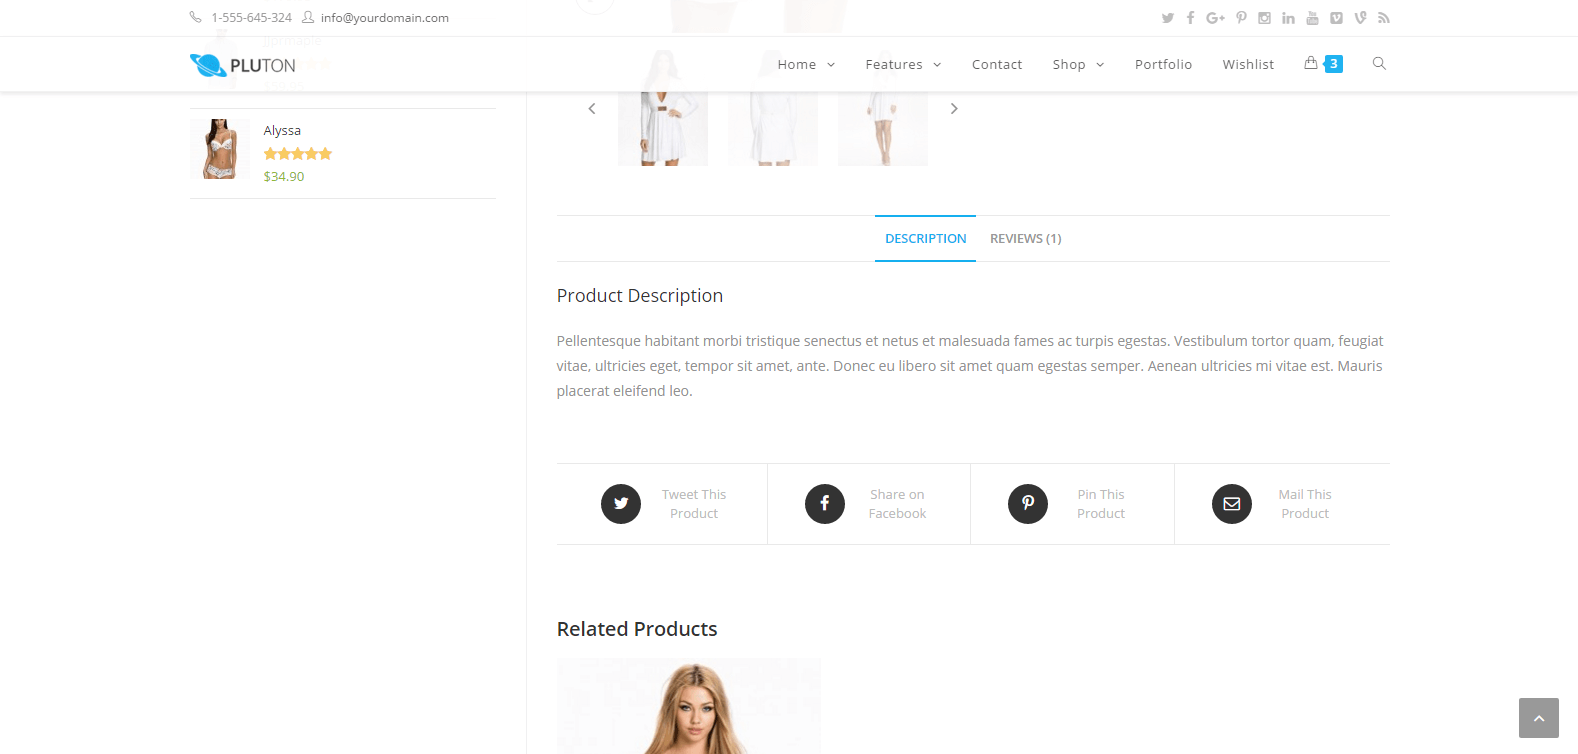 1-555-645-324 info@yourdomain.com
PLUTON
Home Features Contact Shop Portfolio Wishlist 3
Alyssa
$34.90
DESCRIPTION REVIEWS (1)
Product Description
Pellentesque habitant morbi tristique senectus et netus et malesuada fames ac turpis egestas. Vestibulum tortor quam, feugiat
vitae, ultricies eget, tempor sit amet, ante. Donec eu libero sit amet quam egestas semper. Aenean ultricies mi vitae est. Mauris
placerat eleifend leo.
Tweet This
Product
Share on
Facebook
Pin This
Product
Mail This
Product
Related Products